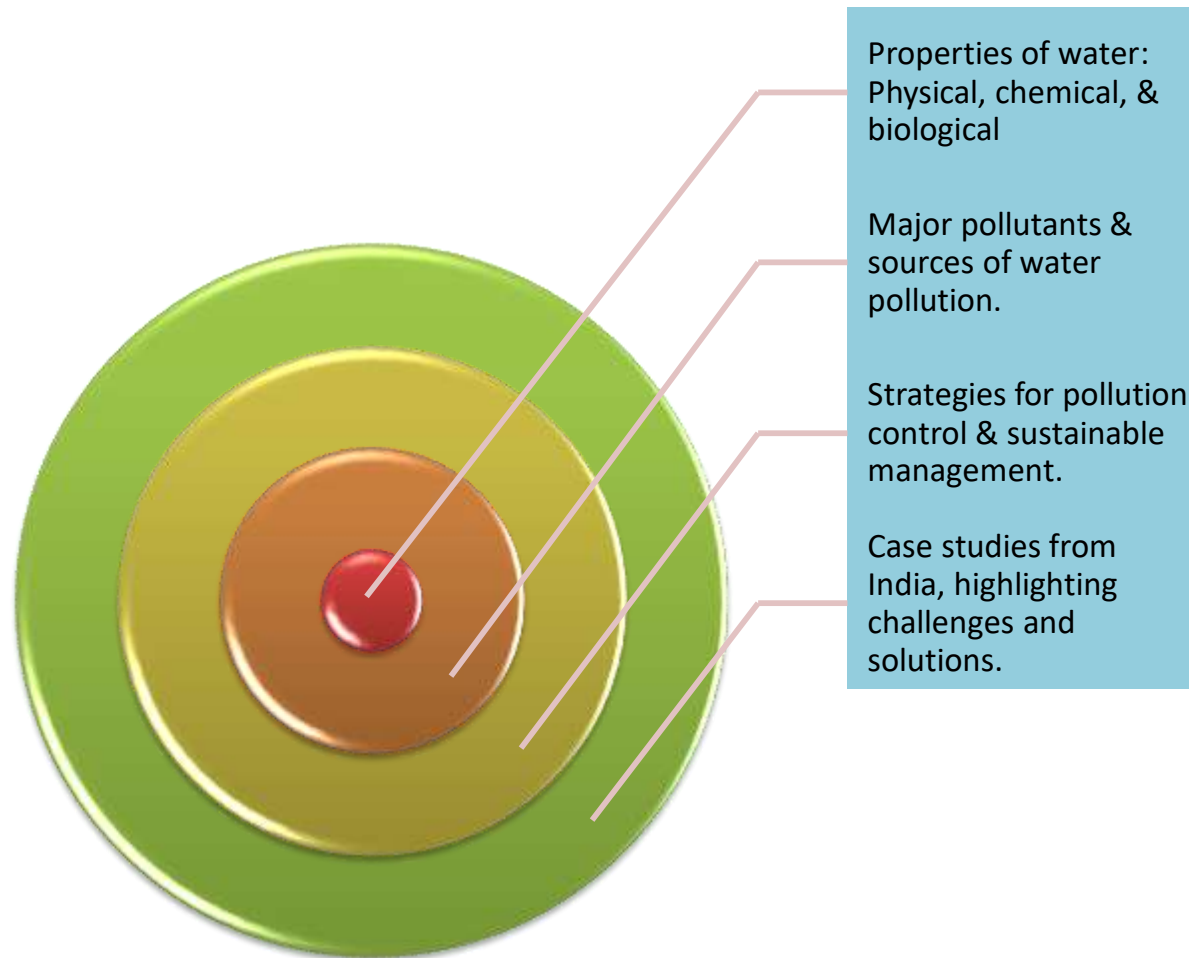 Properties of water:
Physical, chemical, &
biological
Major pollutants &
sources of water
pollution.
Strategies for pollution
control & sustainable
management.
Case studies from
India, highlighting
challenges and
solutions.